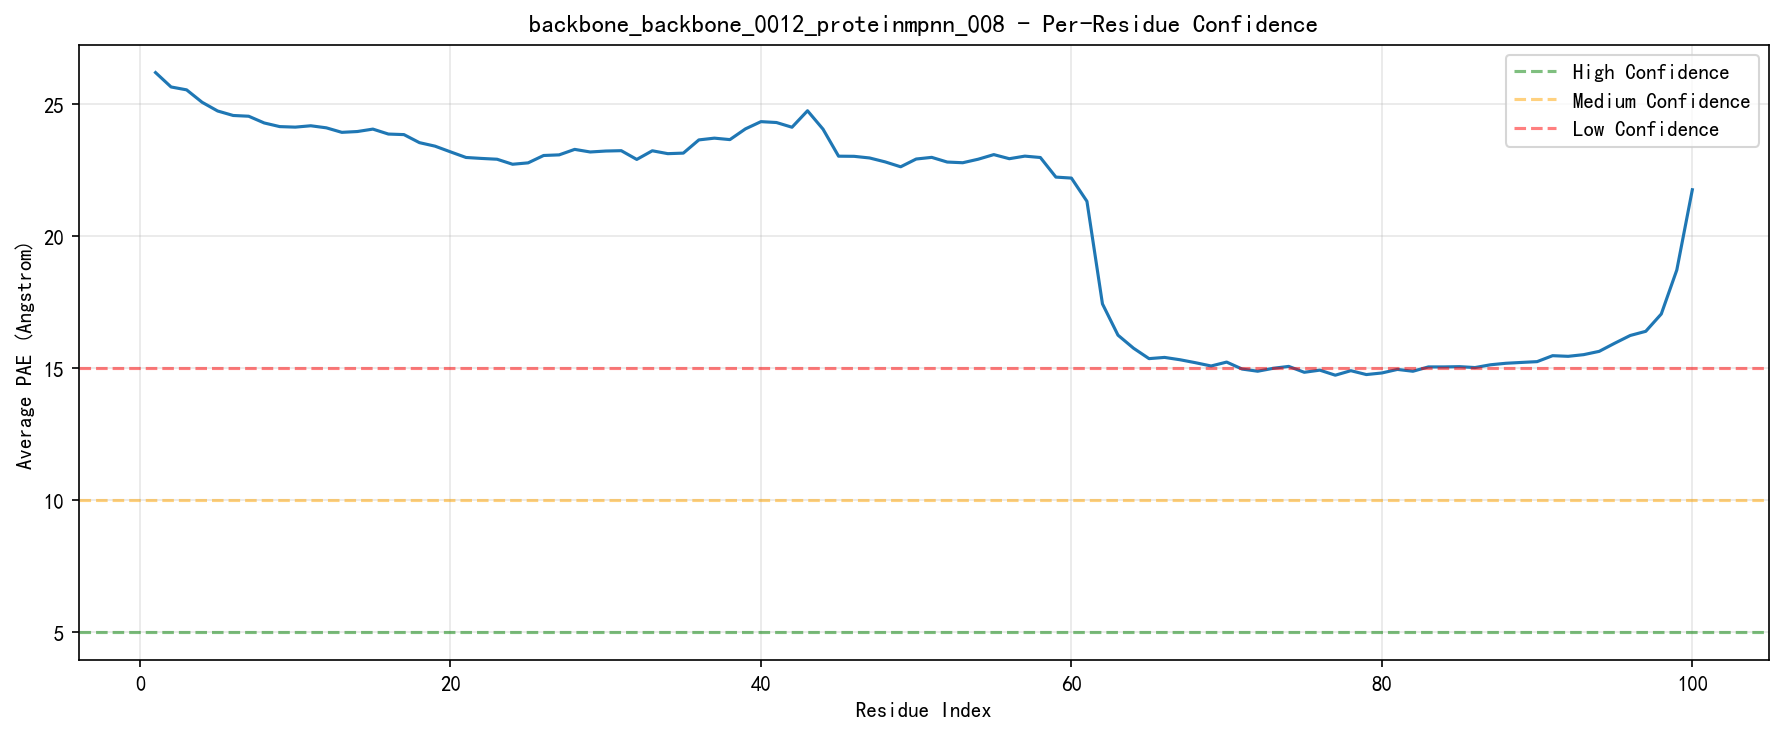 backbone_backbone_0012_proteinmpnn_008 - Per-Residue Confidence
High Confidence
Medium Confidence
Low Confidence
Average PAE (Angstrom)
25
20
15
10
5
0 20 40 60 80 100
Residue Index